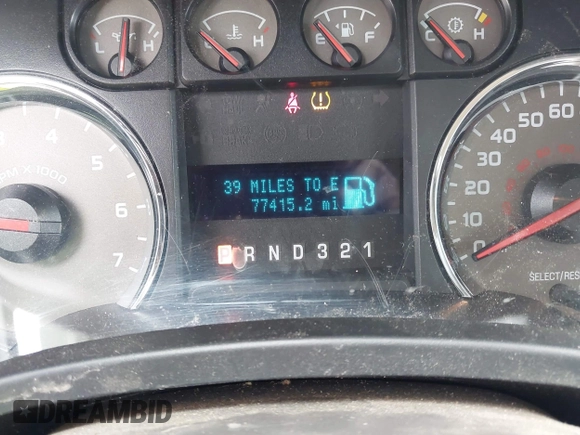 L H
C H
E F
C H
3
4
5
6
7
RPM X 1000
39 MILES TO E
77415.2 mi
P R N D 3 2 1
0
10
20
30
40
50
60
SELECT/RES
DREAMBID